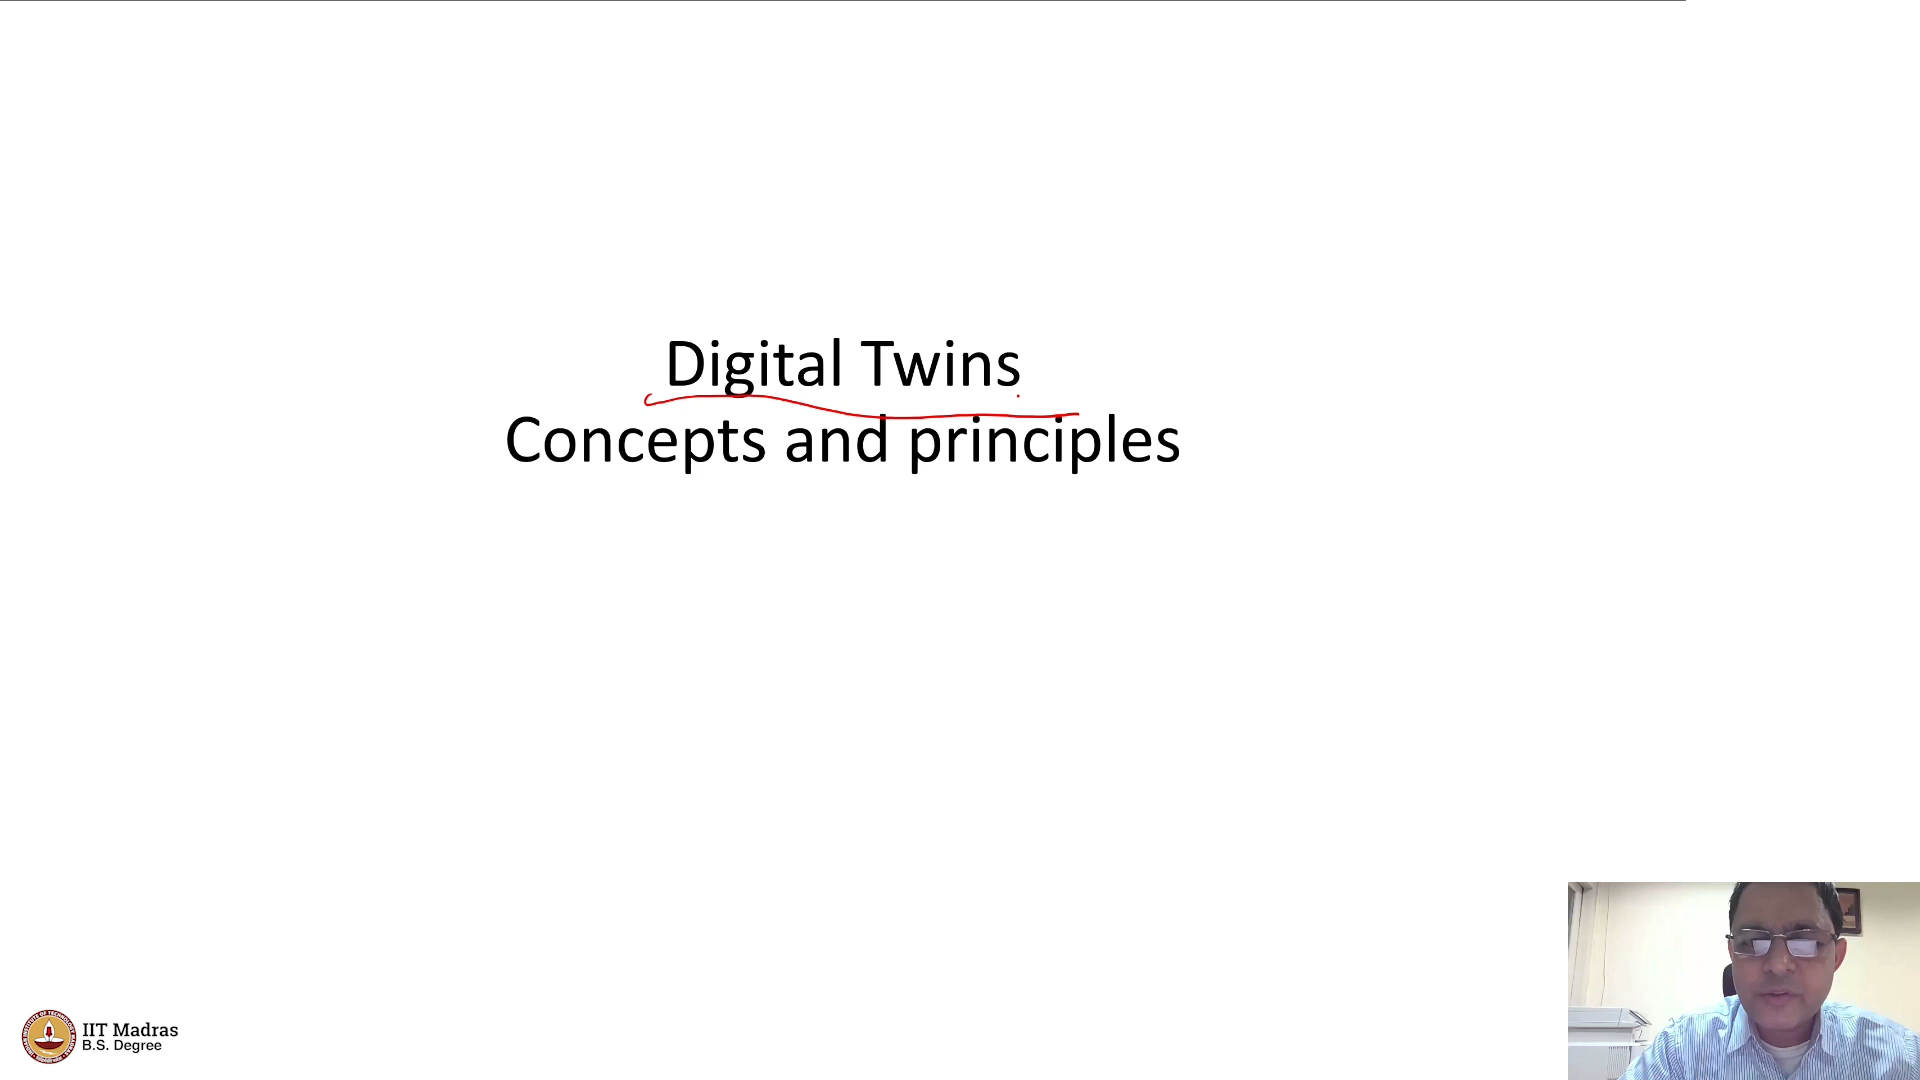 Digital Twins
Concepts and principles
IIT Madras
B.S. Degree